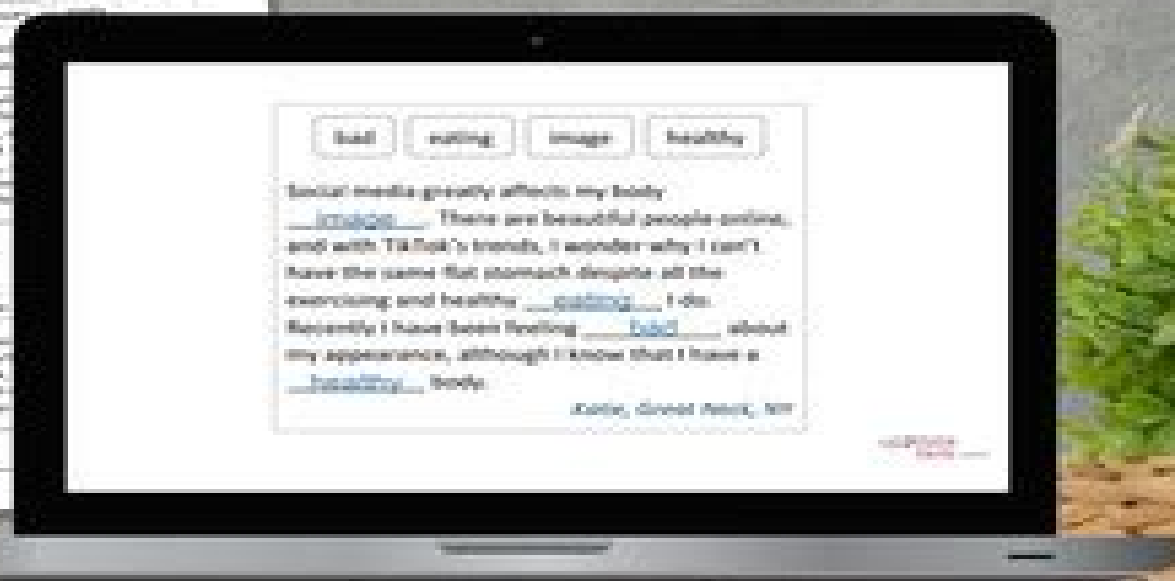 bad eating image healthy
Social media greatly affects my body
image. There are beautiful people online,
and with TikTok's trends, I wonder why I can't
have the same flat stomach despite all the
exercising and healthy eating I do.
Recently I have been feeling bad about
my appearance, although I know that I have a
healthy body.
Katie, Great Neck, NY